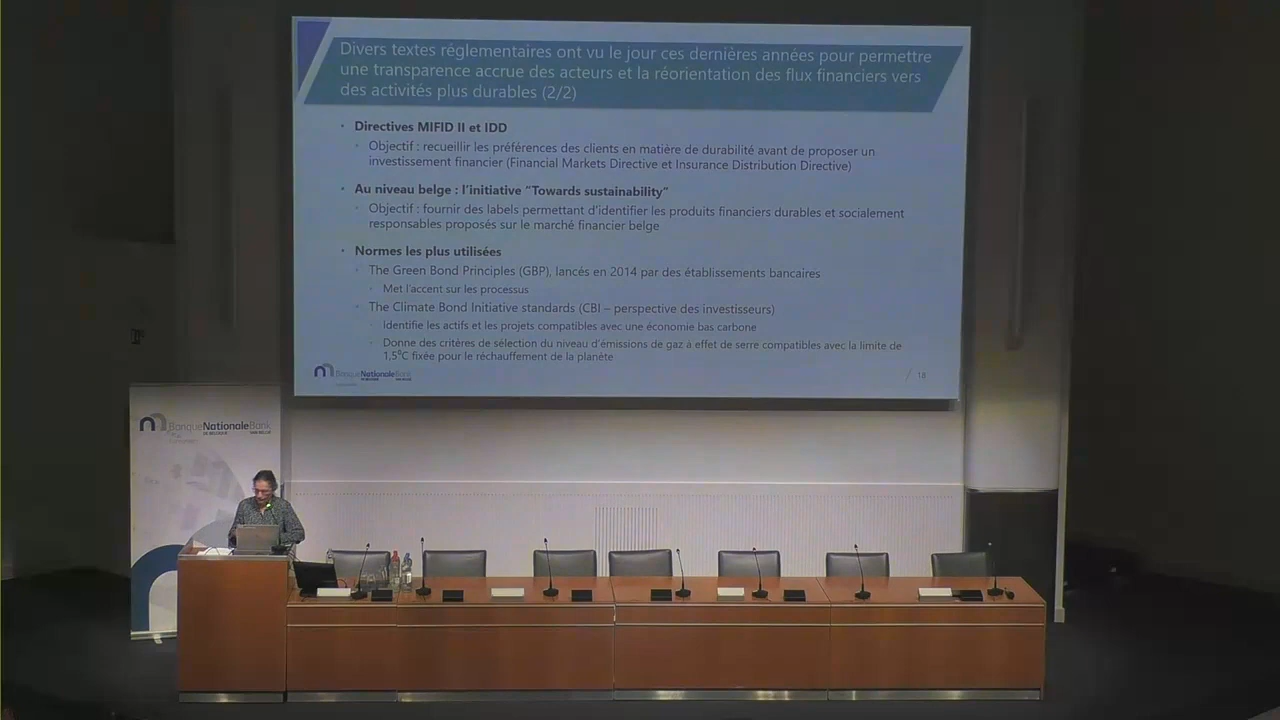 Divers textes réglementaires ont vu le jour ces dernières années pour permettre
une transparence accrue des acteurs et la réorientation des flux financiers vers
des activités plus durables (2/2)
• Directives MIFID II et IDD
• Objectif : recueillir les préférences des clients en matière de durabilité avant de proposer un
investissement financier (Financial Markets Directive et Insurance Distribution Directive)
• Au niveau belge : l'initiative "Towards sustainability"
• Objectif : fournir des labels permettant d'identifier les produits financiers durables et socialement
responsables proposés sur le marché financier belge
• Normes les plus utilisées
• The Green Bond Principles (GBP), lancés en 2014 par des établissements bancaires
• Met l'accent sur les processus
• The Climate Bond Initiative standards (CBI – perspective des investisseurs)
• Identifie les actifs et les projets compatibles avec une économie bas carbone
• Donne des critères de sélection du niveau d'émissions de gaz à effet de serre compatibles avec la limite de
1.5°C fixée pour le réchauffement de la planète
BanqueNationaleBank
/ 18
BanqueNationaleBank
DE BELGIQUE VAN BELGIË